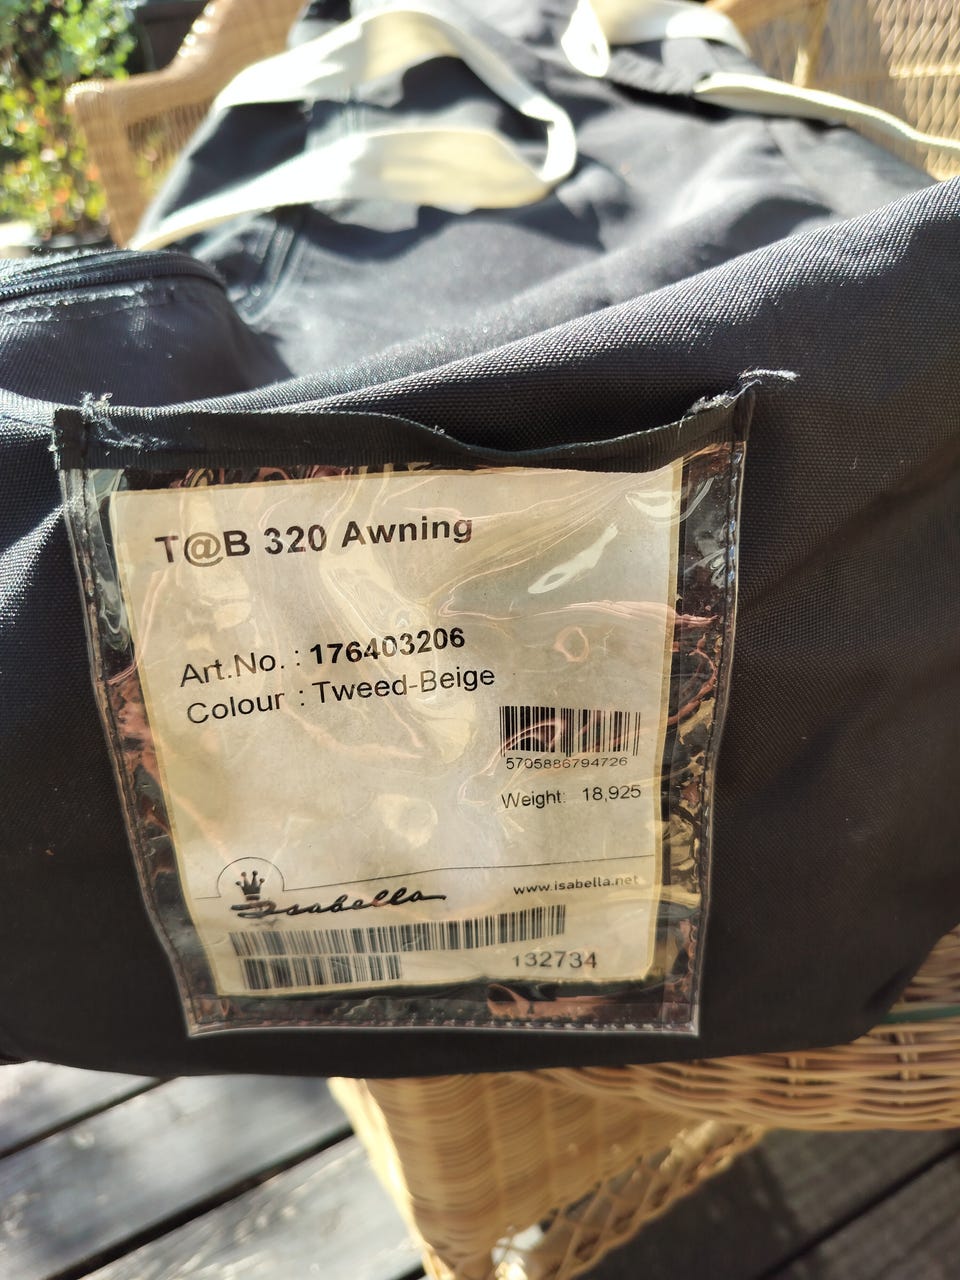 T@B 320 Awning
Art.No. : 176403206
Colour : Tweed-Beige
5705886794726
Weight: 18,925
Isabella
www.isabella.net
132734